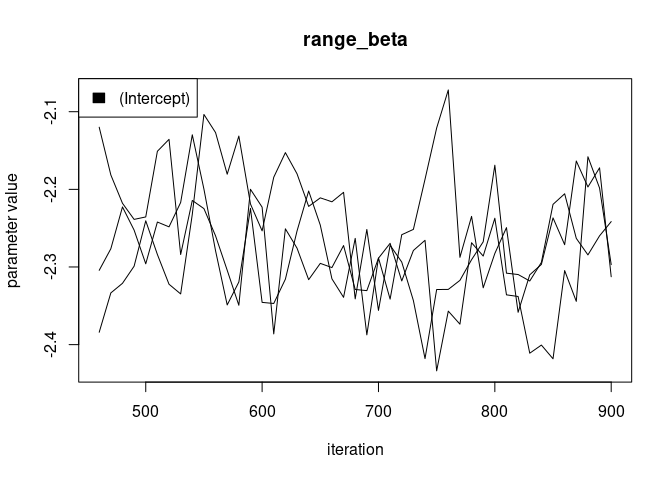 range_beta
(Intercept)
parameter value
-2.1
-2.2
-2.3
-2.4
500
600
700
800
900
iteration